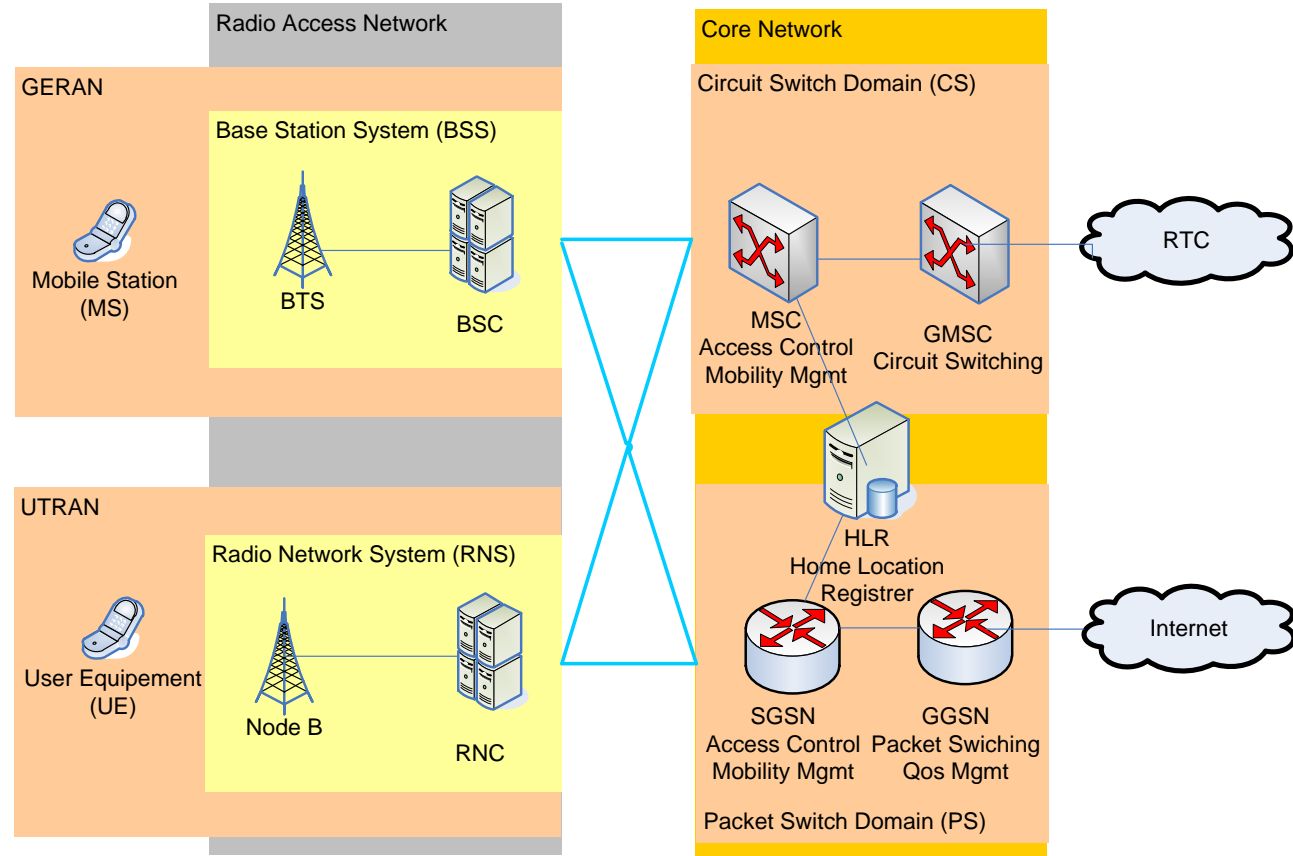 Radio Access Network
GERAN
Base Station System (BSS)
Mobile Station
(MS)
BTS
BSC
UTRAN
Radio Network System (RNS)
User Equipement
(UE)
Node B
RNC
Core Network
Circuit Switch Domain (CS)
MSC
Access Control
Mobility Mgmt
GMSC
Circuit Switching
RTC
HLR
Home Location
Registrer
SGSN
Access Control
Mobility Mgmt
GGSN
Packet Swiching
Qos Mgmt
Internet
Packet Switch Domain (PS)